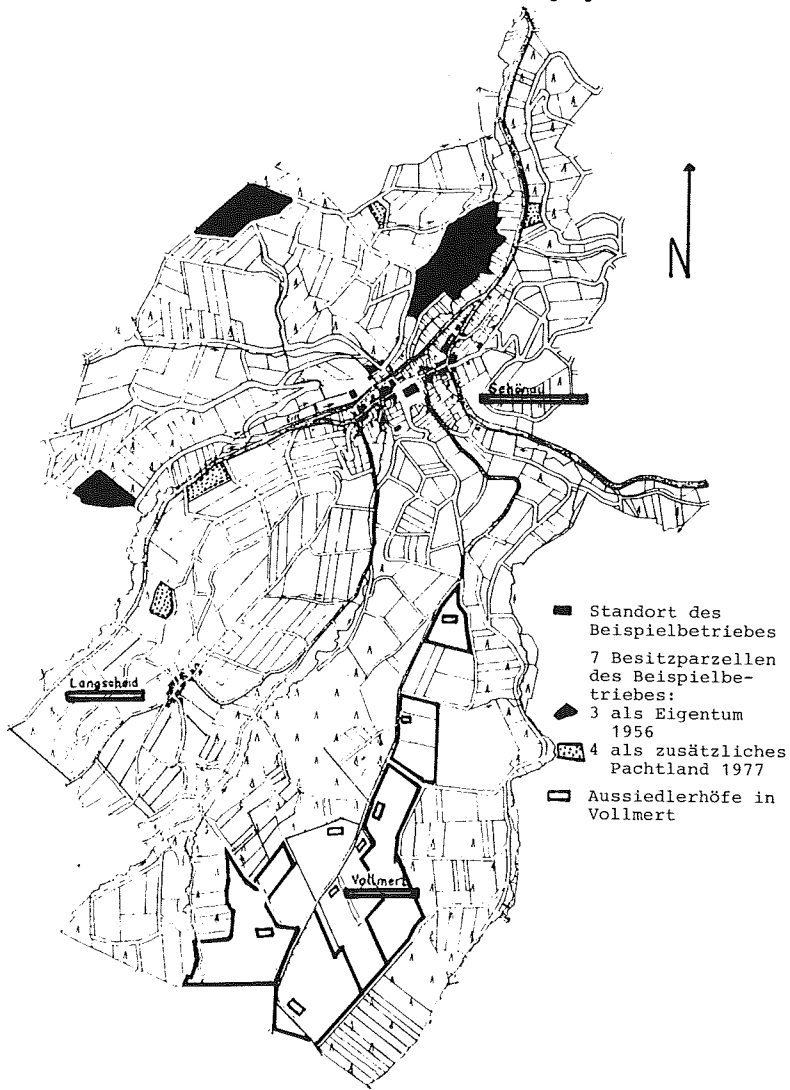 N
Schönau
Standort des
Beispielbetriebes
7 Besitzparzellen
des Beispielbe-
triebes:
3 als Eigentum
1956
4 als zusätzliches
Pachtland 1977
Aussiedlerhöfe in
Vollmert
Langscheid
Vollmert